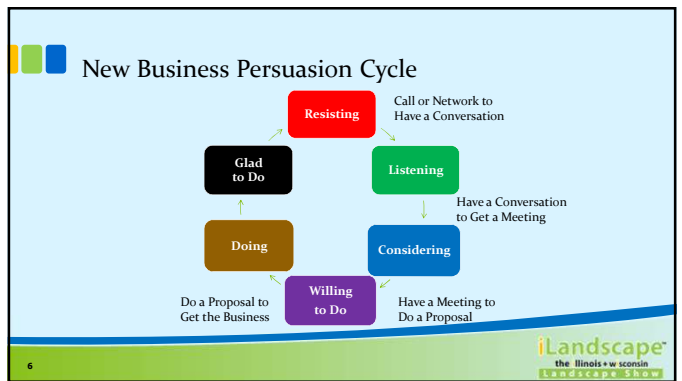 New Business Persuasion Cycle
Resisting
Call or Network to
Have a Conversation
Glad
to Do
Listening
Have a Conversation
to Get a Meeting
Doing
Considering
Willing
to Do
Do a Proposal to
Get the Business
Have a Meeting to
Do a Proposal
iLandscape™
the Illinois + w sconsin
Landscape Show
6